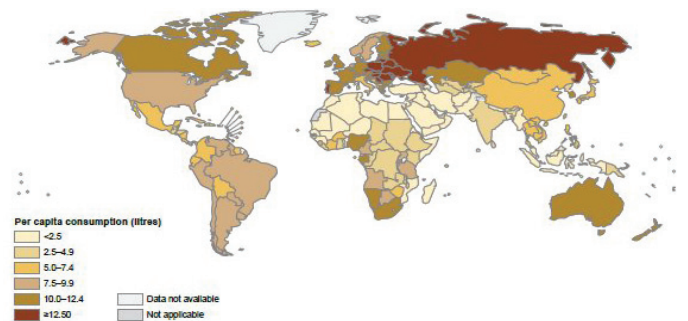 Per capita consumption (litres)
<2.5
2.5–4.9
5.0–7.4
7.5–9.9
10.0–12.4
≥12.50
Data not available
Not applicable